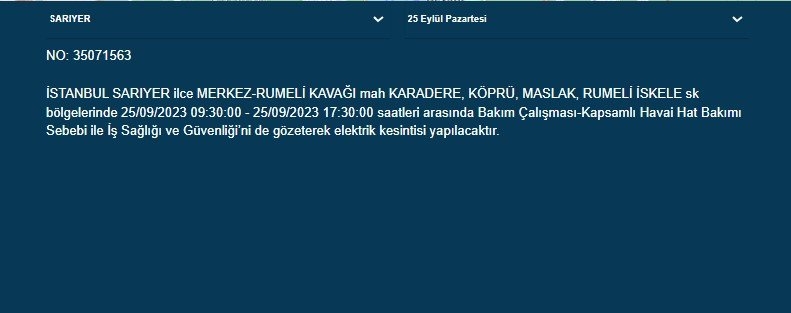 SARIYER
25 Eylül Pazartesi
NO: 35071563
İSTANBUL SARIYER ilce MERKEZ-RUMELİ KAVAĞI mah KARADERE, KÖPRÜ, MASLAK, RUMELİ İSKELE sk
bölgelerinde 25/09/2023 09:30:00 - 25/09/2023 17:30:00 saatleri arasında Bakım Çalışması-Kapsamlı Havai Hat Bakımı
Sebebi ile İş Sağlığı ve Güvenliği'ni de gözeterek elektrik kesintisi yapılacaktır.